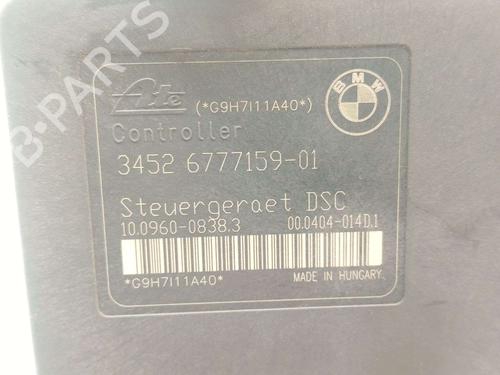 Ate (*G9H7I11A40*)
BMW
Controller
3452 6777159-01
Steuergeraet DSC
10.0960-0838.3 00.0404-014D.1
*G9H7I11A40* MADE IN HUNGARY.
B-PARTS